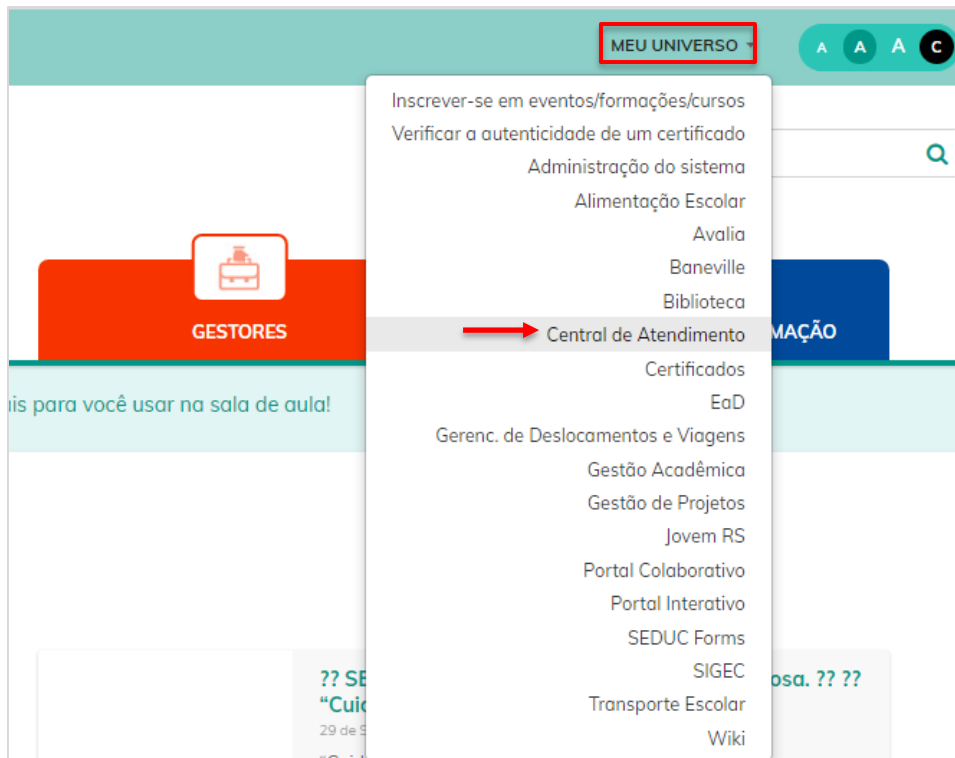 MEU UNIVERSO
A A A C
Inscrever-se em eventos/formações/cursos
Verificar a autenticidade de um certificado
Administração do sistema
Alimentação Escolar
Avalia
Baneville
Biblioteca
GESTORES
Central de Atendimento
MAÇÃO
Certificados
EaD
is para você usar na sala de aula!
Gerenc. de Deslocamentos e Viagens
Gestão Acadêmica
Gestão de Projetos
Jovem RS
Portal Colaborativo
Portal Interativo
SEDUC Forms
SIGEC
?? SE
osa. ?? ??
“Cuid
Transporte Escolar
29 de S
Wiki